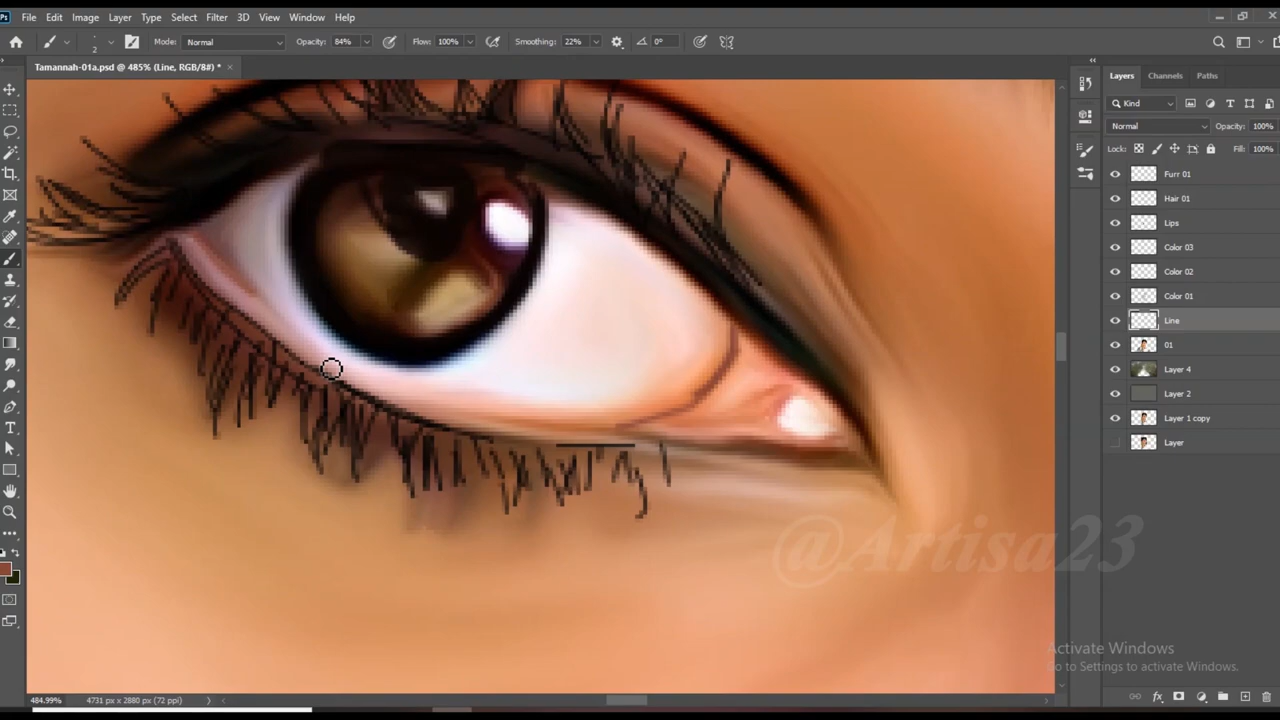 Ps File Edit Image Layer Type Select Filter 3D View Window Help
2 Mode: Normal Opacity: 84% Flow: 100% Smoothing: 22% 0°
Tamannah-01a.psd @ 485% (Line, RGB/8#) *
Layers Channels Paths
Kind
Normal Opacity: 100%
Lock: Fill: 100%
Furr 01
Hair 01
Lips
Color 03
Color 02
Color 01
Line
01
Layer 4
Layer 2
Layer 1 copy
Layer
@Artisa23
Activate Windows
Go to Settings to activate Windows.
484.99% 4731 px x 2880 px (72 ppi)